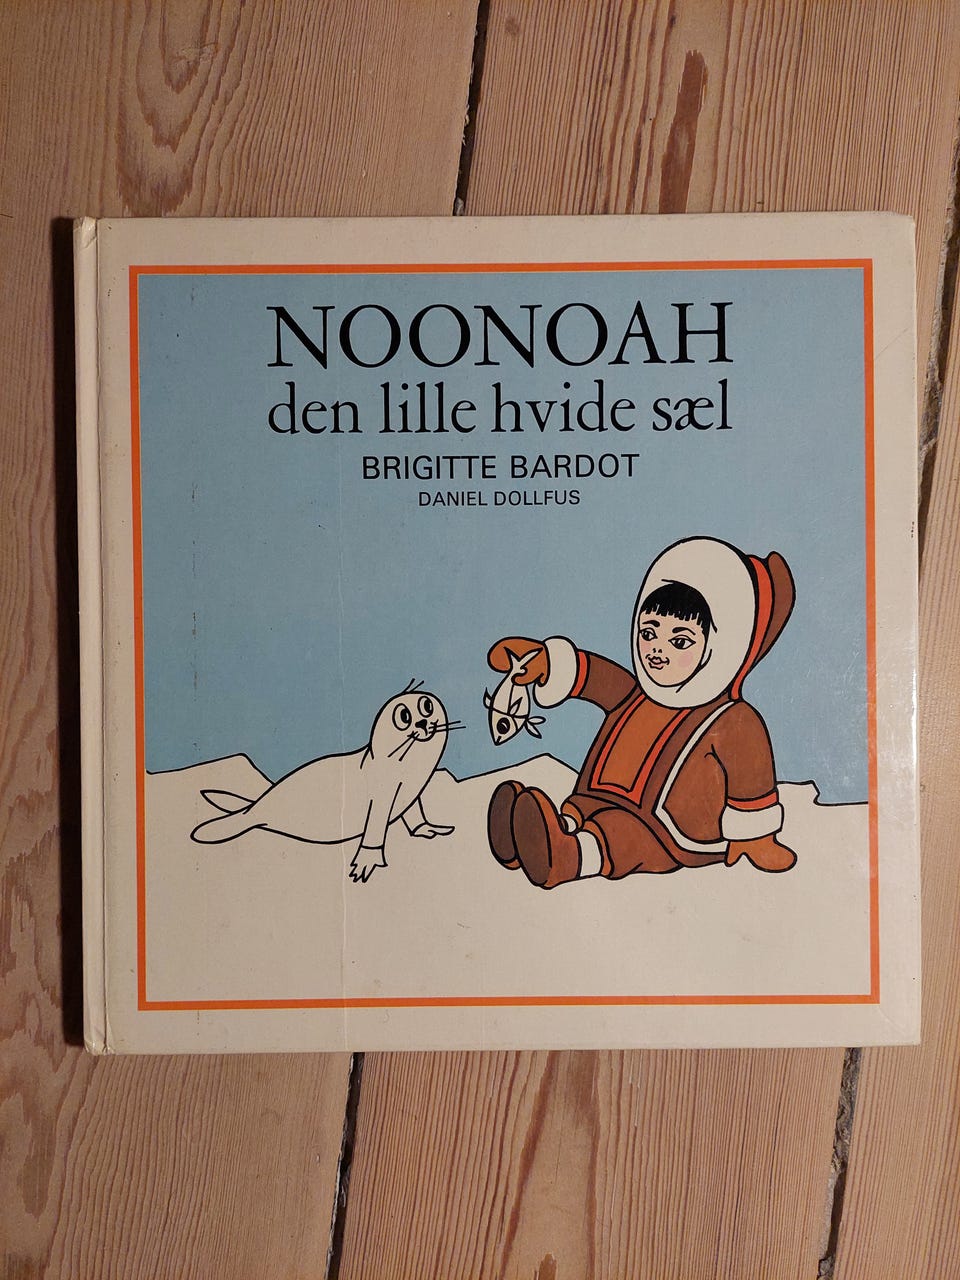 NOONOAH
den lille hvide sæl
BRIGITTE BARDOT
DANIEL DOLLFUS